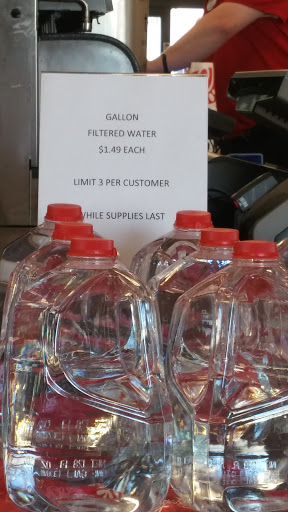 GALLON
FILTERED WATER
$1.49 EACH
LIMIT 3 PER CUSTOMER
WHILE SUPPLIES LAST